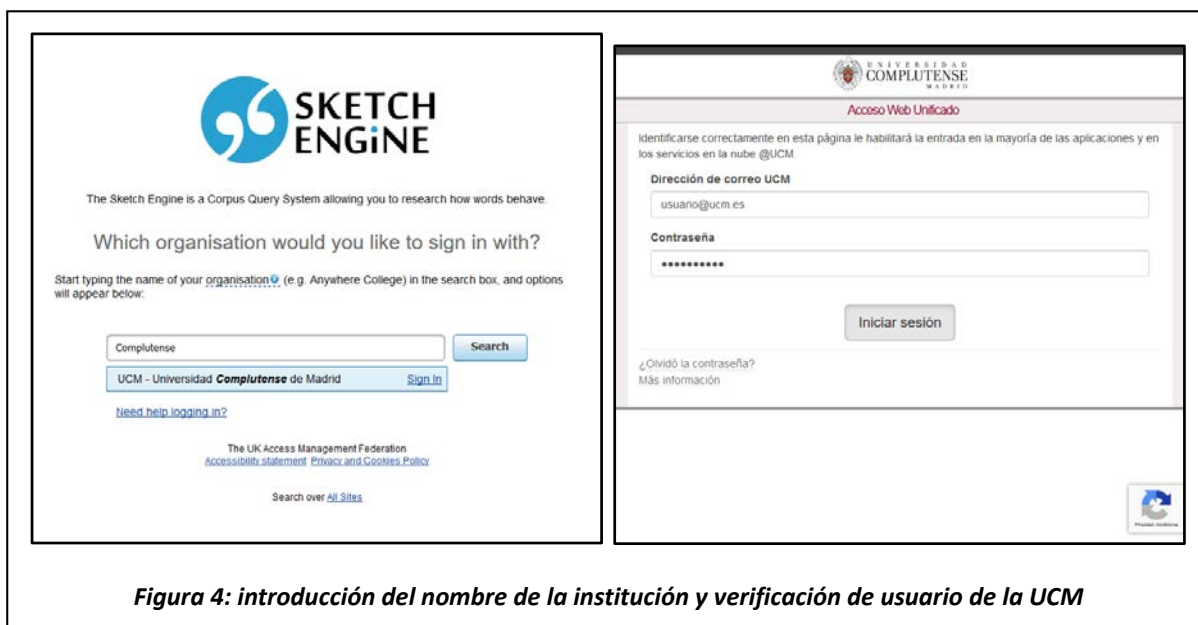 SKETCH
ENGiNE
The Sketch Engine is a Corpus Query System allowing you to research how words behave.
Which organisation would you like to sign in with?
Start typing the name of your organisation (e.g. Anywhere College) in the search box, and options
will appear below:
Complutense Search
UCM - Universidad Complutense de Madrid Sign In
Need help logging in?
The UK Access Management Federation
Accessibility statement Privacy and Cookies Policy
Search over All Sites
UNIVERSIDAD
COMPLUTENSE
MADRID
Acceso Web Unificado
Identificarse correctamente en esta página le habilitará la entrada en la mayoría de las aplicaciones y en
los servicios en la nube @UCM
Dirección de correo UCM
usuario@ucm.es
Contraseña
••••••••••
Iniciar sesión
¿Olvidó la contraseña?
Más información
Figura 4: introducción del nombre de la institución y verificación de usuario de la UCM